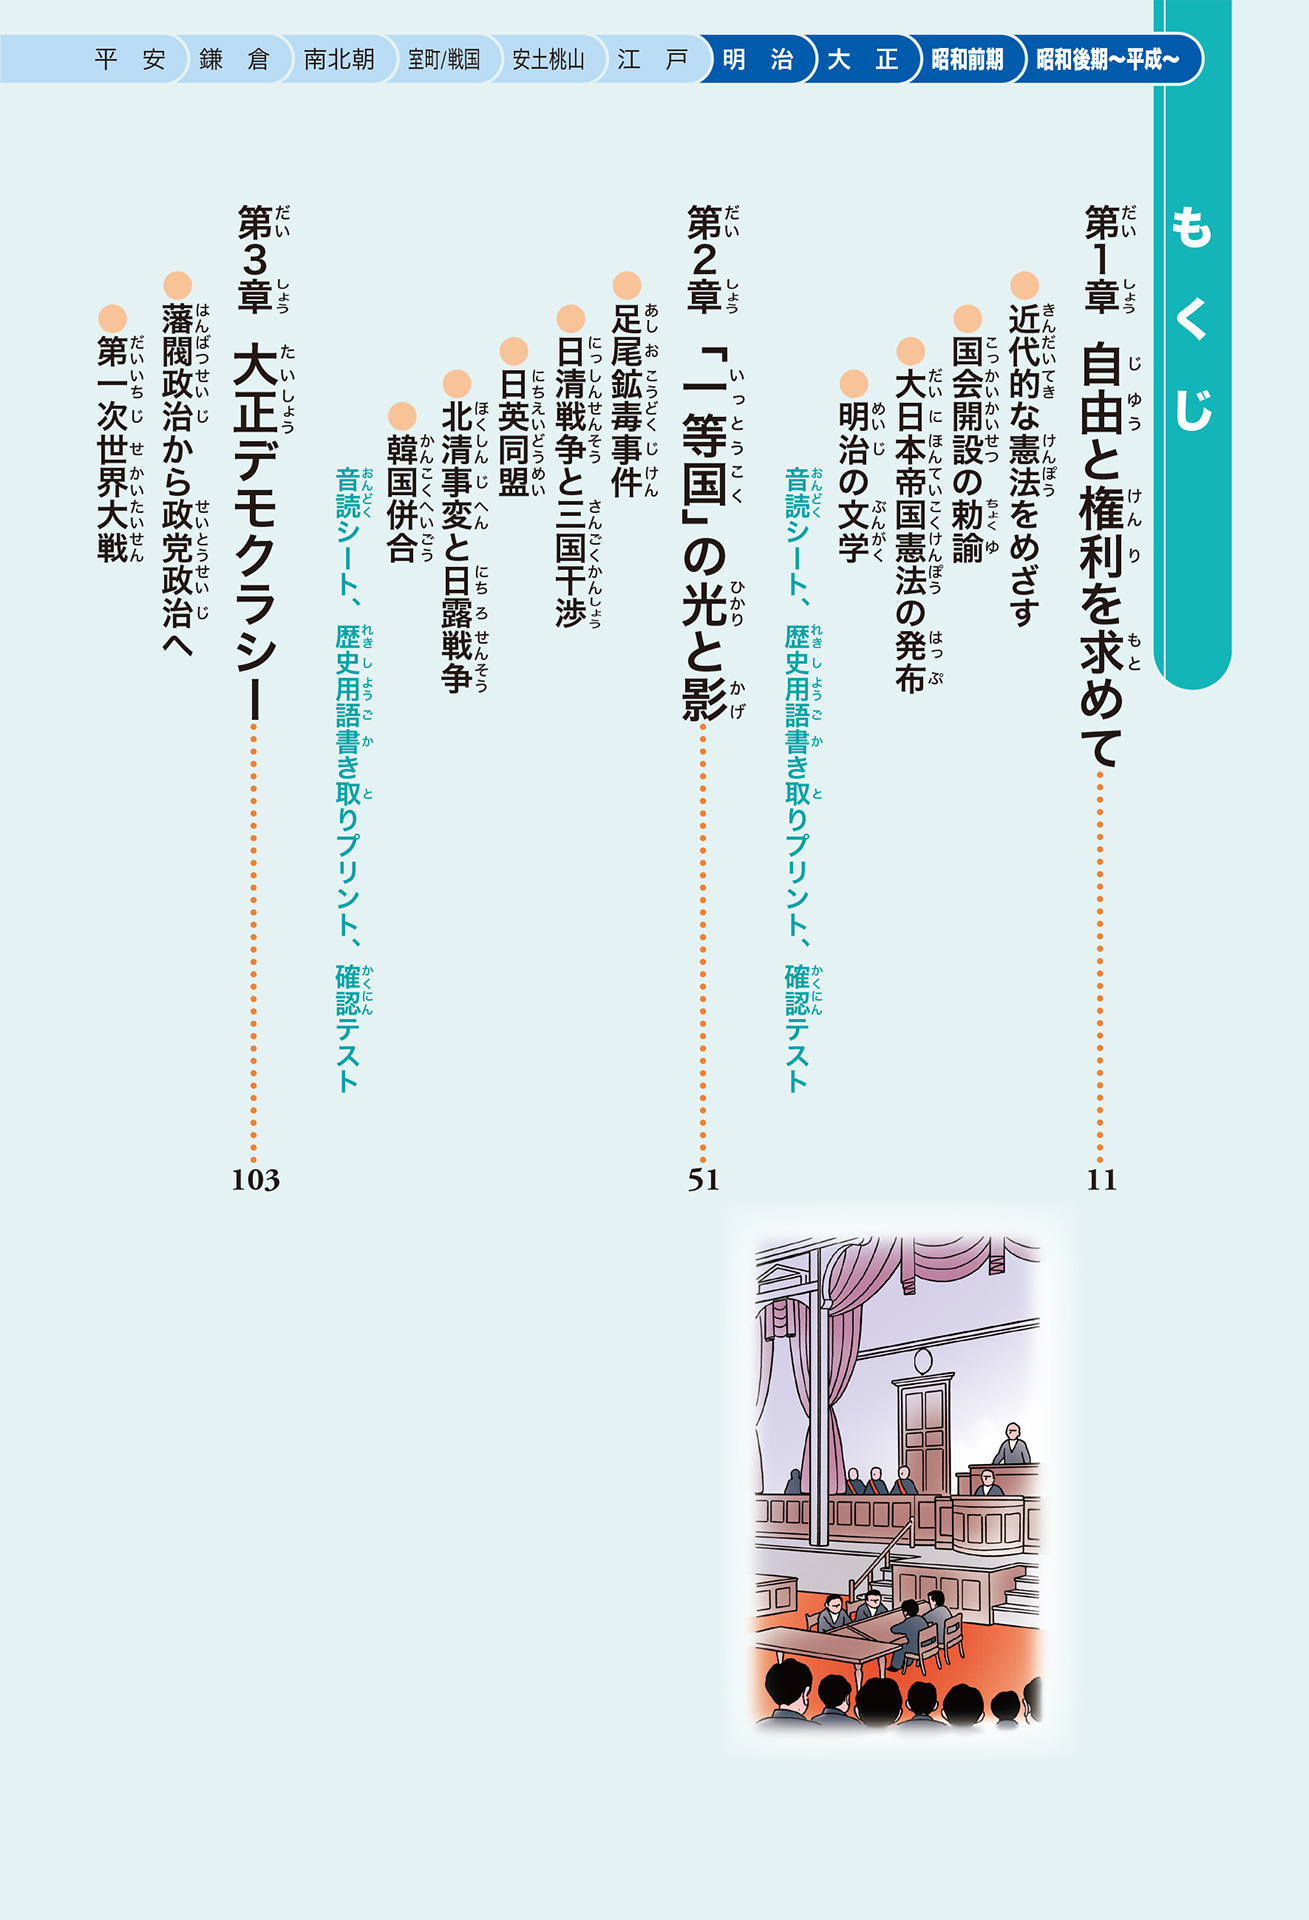 平安 鎌倉 南北朝 室町/戦国 安土桃山 江戸 明治 大正 昭和前期 昭和後期～平成～
もくじ
第1章 自由と権利を求めて 11
近代的な憲法をめざす
国会開設の勅諭
大日本帝国憲法の発布
明治の文学
音読シート、歴史用語書き取りプリント、確認テスト
第2章 「一等国」の光と影 51
足尾鉱毒事件
日清戦争と三国干渉
日英同盟
北清事変と日露戦争
韓国併合
音読シート、歴史用語書き取りプリント、確認テスト
第3章 大正デモクラシー 103
藩閥政治から政党政治へ
第一次世界大戦